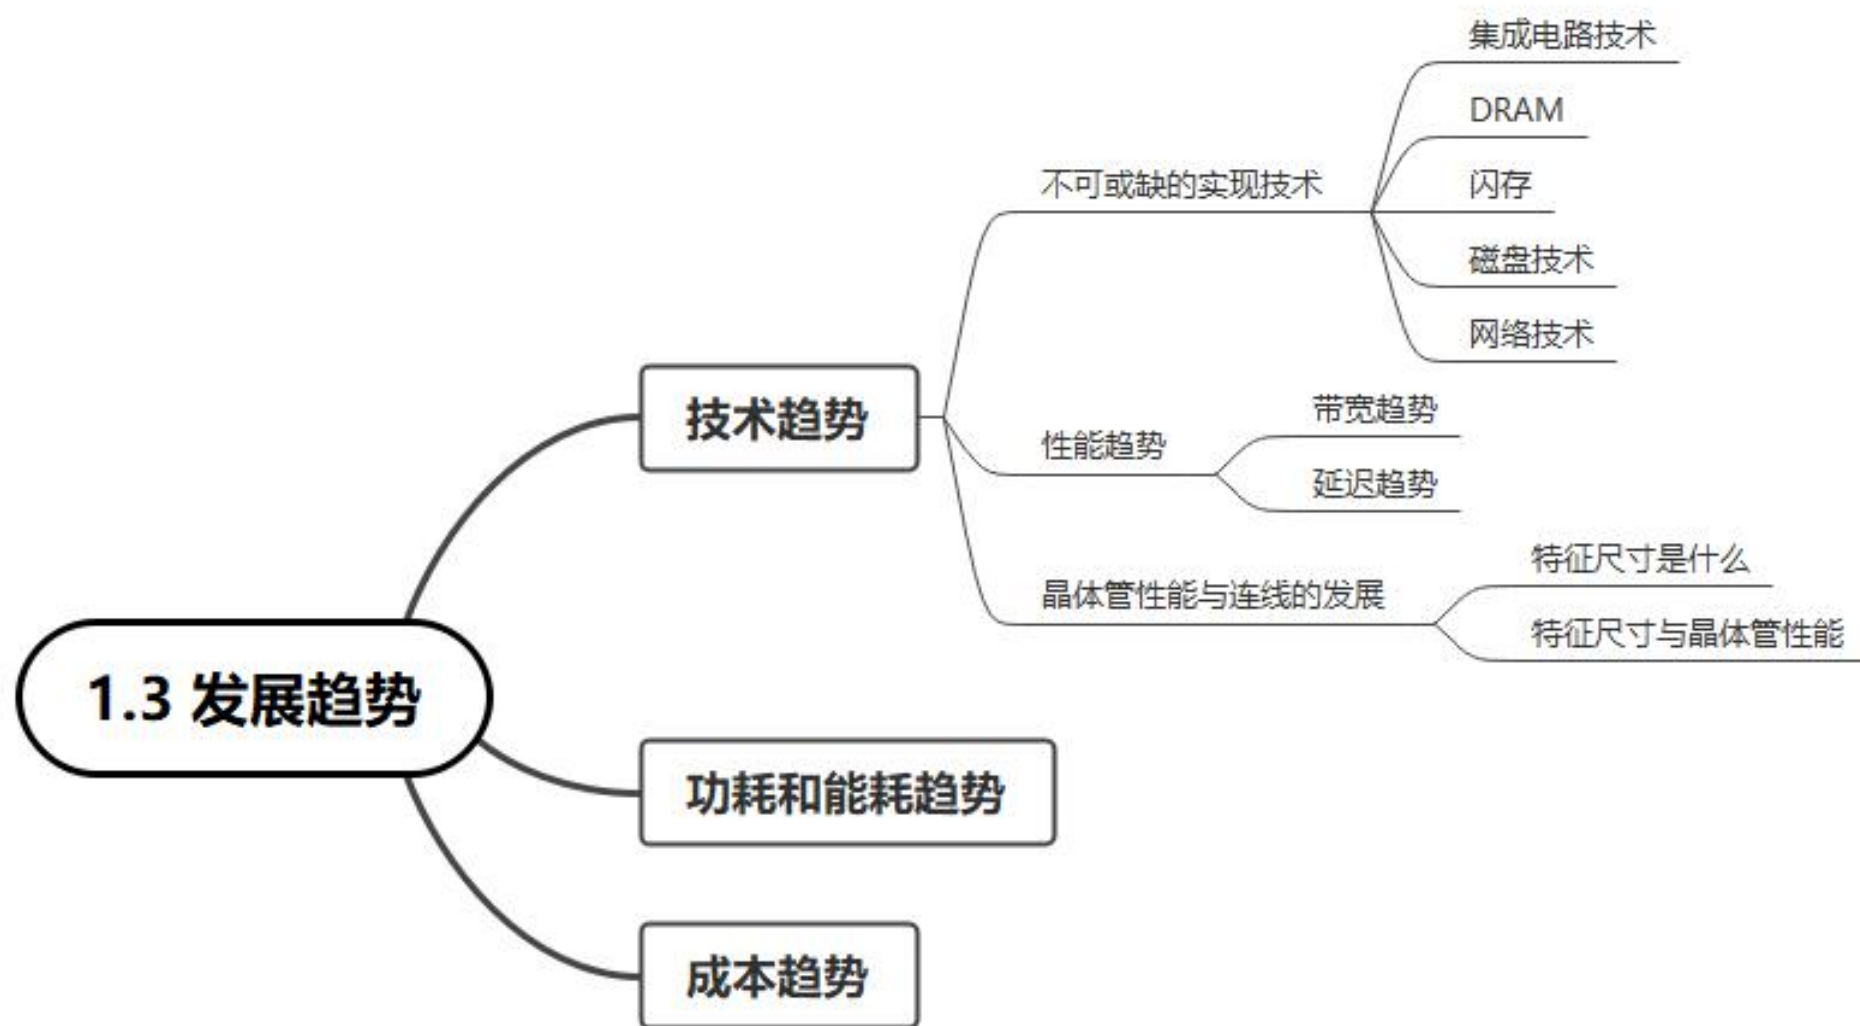 1.3 发展趋势
技术趋势
不可或缺的实现技术
集成电路技术
DRAM
闪存
磁盘技术
网络技术
性能趋势
带宽趋势
延迟趋势
晶体管性能与连线的发展
特征尺寸是什么
特征尺寸与晶体管性能
功耗和能耗趋势
成本趋势